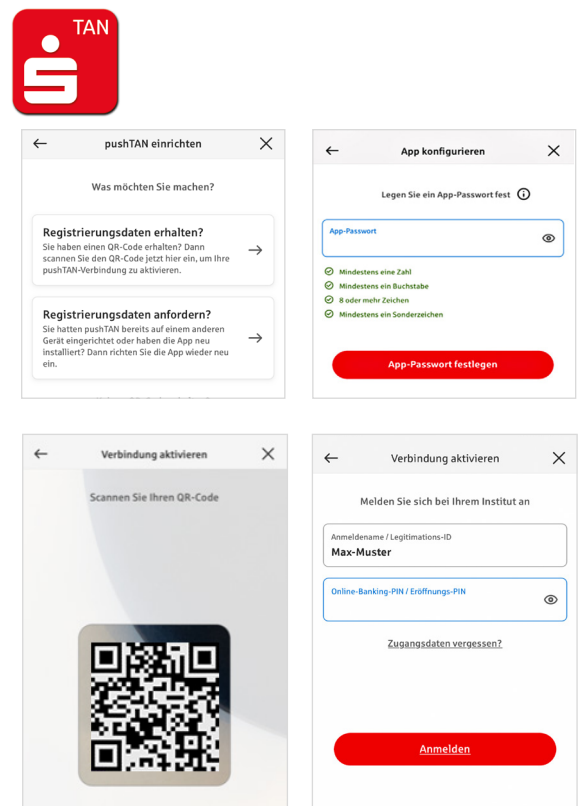 TAN
pushTAN einrichten
Was möchten Sie machen?
Registrierungsdaten erhalten?
Sie haben einen QR-Code erhalten? Dann
scannen Sie den QR-Code jetzt hier ein, um Ihre
pushTAN-Verbindung zu aktivieren.
Registrierungsdaten anfordern?
Sie hatten pushTAN bereits auf einem anderen
Gerät eingerichtet oder haben die App neu
installiert? Dann richten Sie die App wieder neu
ein.
App konfigurieren
Legen Sie ein App-Passwort fest
App-Passwort
Mindestens eine Zahl
Mindestens ein Buchstabe
8 oder mehr Zeichen
Mindestens ein Sonderzeichen
App-Passwort festlegen
Verbindung aktivieren
Scannen Sie Ihren QR-Code
Verbindung aktivieren
Melden Sie sich bei Ihrem Institut an
Anmeldename / Legitimations-ID
Max-Muster
Online-Banking-PIN / Eröffnungs-PIN
Zugangsdaten vergessen?
Anmelden